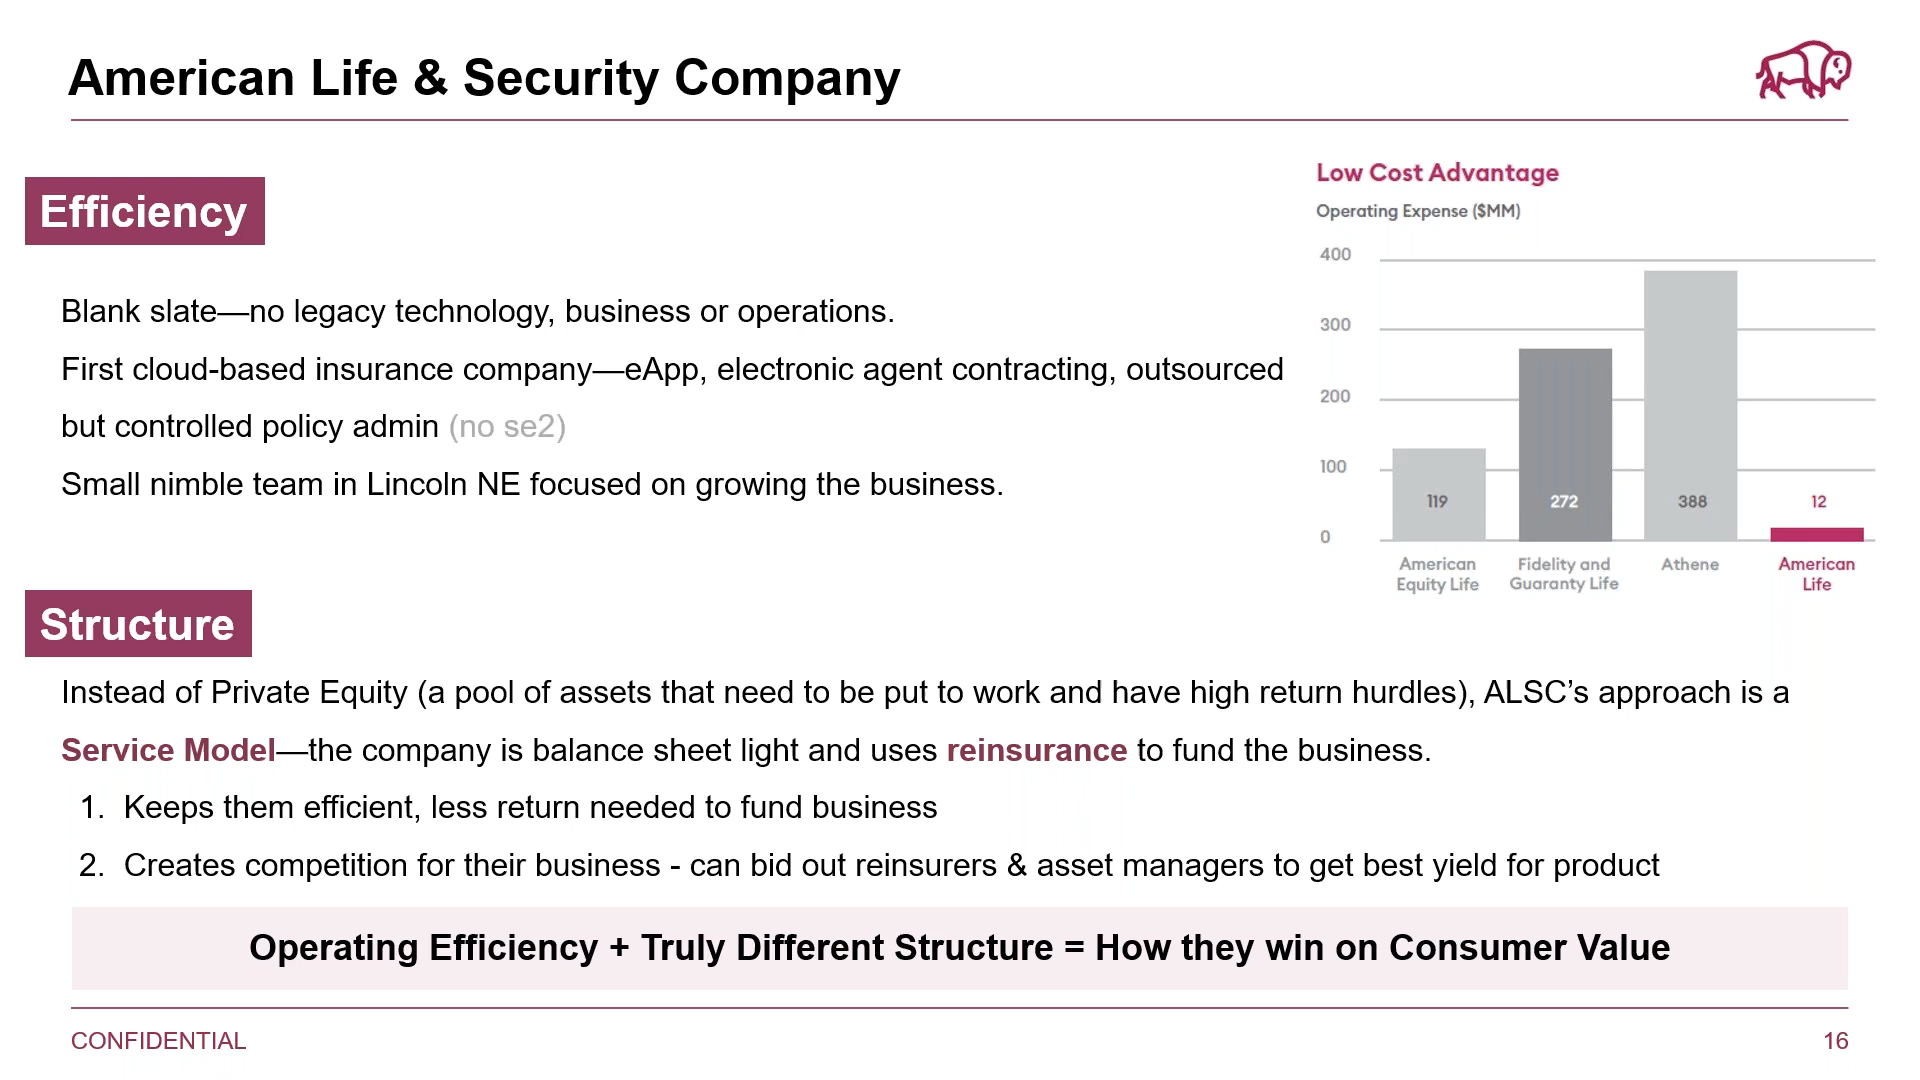 American Life & Security Company
Efficiency
Blank slate—no legacy technology, business or operations.
First cloud-based insurance company—eApp, electronic agent contracting, outsourced
but controlled policy admin (no se2)
Small nimble team in Lincoln NE focused on growing the business.
Low Cost Advantage
Operating Expense ($MM)
400
300
200
100
0
119
272
388
12
American
Equity Life
Fidelity and
Guaranty Life
Athene
American
Life
Structure
Instead of Private Equity (a pool of assets that need to be put to work and have high return hurdles), ALSC’s approach is a
Service Model—the company is balance sheet light and uses reinsurance to fund the business.
1. Keeps them efficient, less return needed to fund business
2. Creates competition for their business - can bid out reinsurers & asset managers to get best yield for product
Operating Efficiency + Truly Different Structure = How they win on Consumer Value
CONFIDENTIAL
16